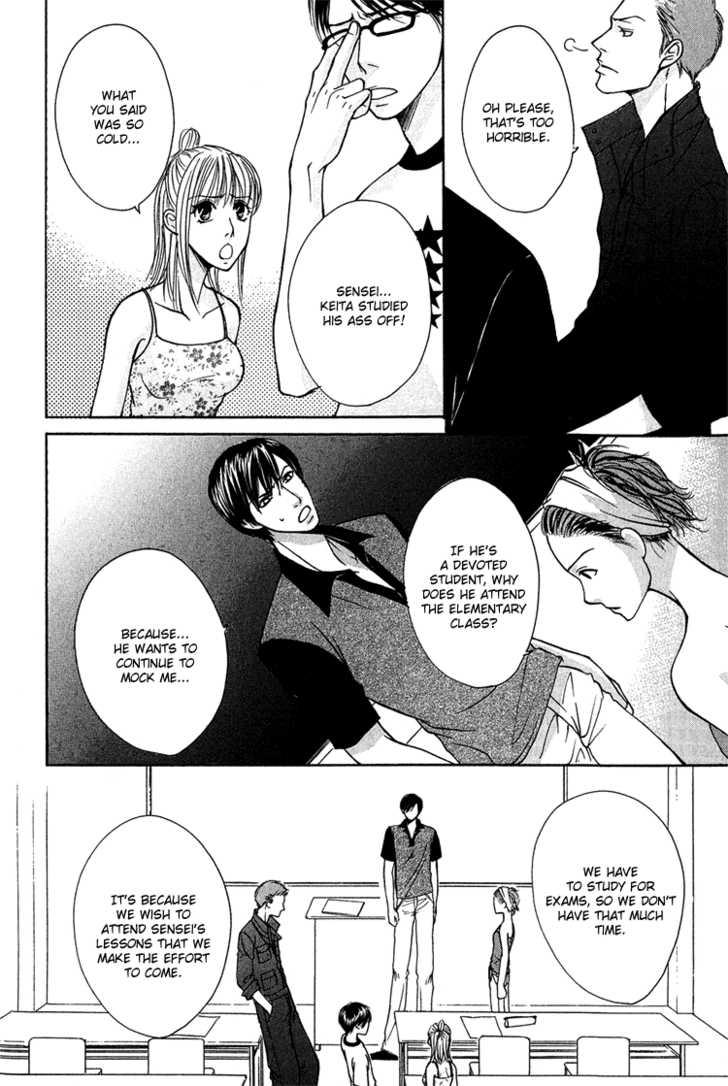 OH PLEASE,
THAT'S TOO
HORRIBLE.
WHAT
YOU SAID
WAS SO
COLD...
SENSEI...
KEITA STUDIED
HIS ASS OFF!
IF HE'S
A DEVOTED
STUDENT, WHY
DOES HE ATTEND
THE ELEMENTARY
CLASS?
BECAUSE...
HE WANTS TO
CONTINUE TO
MOCK ME...
WE HAVE
TO STUDY FOR
EXAMS, SO WE DON'T
HAVE THAT MUCH
TIME.
IT'S BECAUSE
WE WISH TO
ATTEND SENSEI'S
LESSONS THAT WE
MAKE THE EFFORT
TO COME.